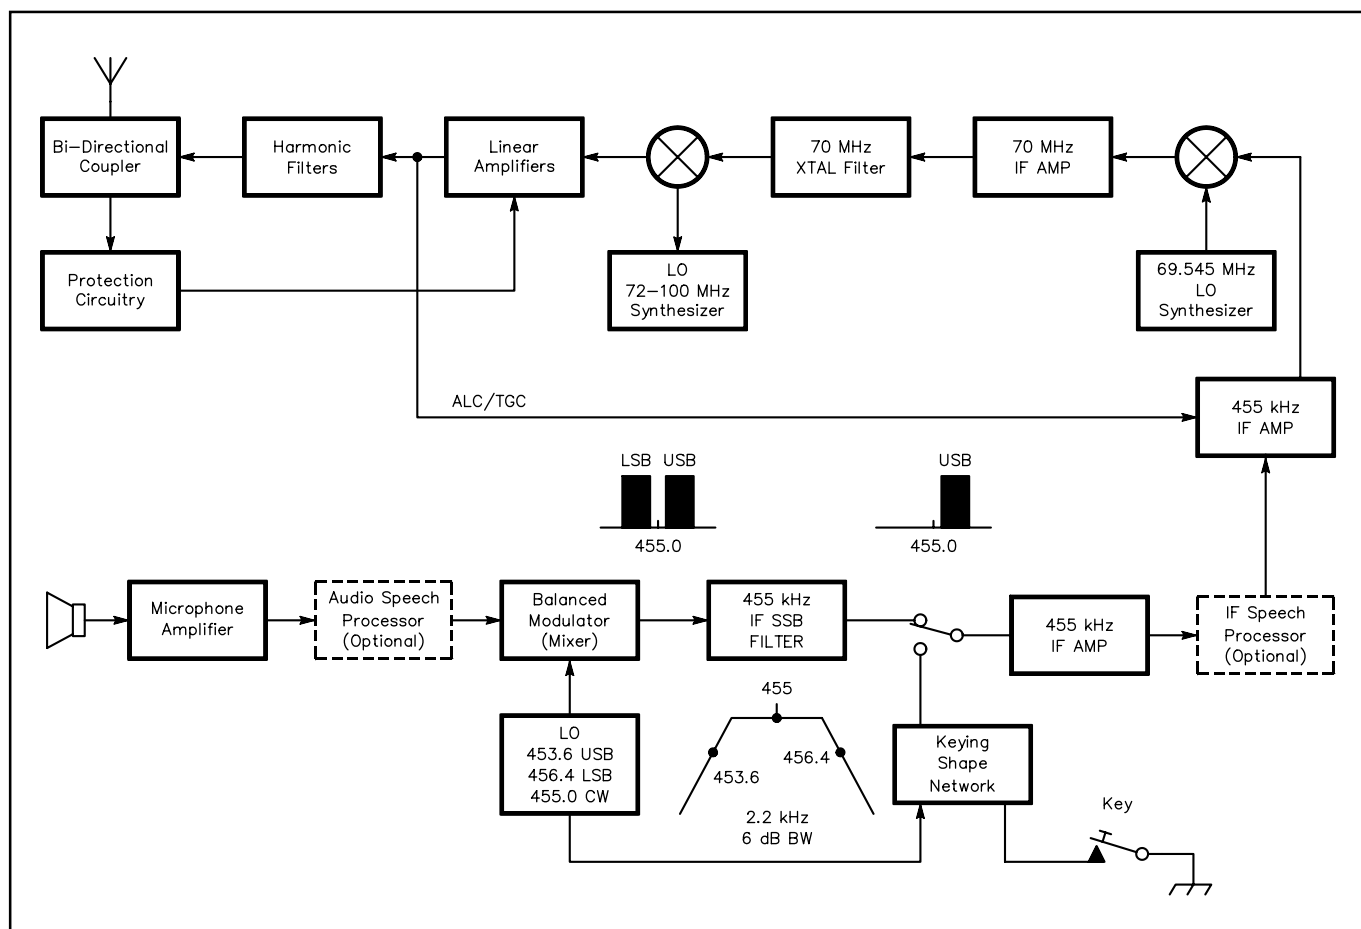 Bi-Directional
Coupler
Harmonic
Filters
Linear
Amplifiers
70 MHz
XTAL Filter
70 MHz
IF AMP
Protection
Circuitry
LO
72-100 MHz
Synthesizer
69.545 MHz
LO
Synthesizer
ALC/TGC
455 kHz
IF AMP
LSB USB
455.0
USB
455.0
Microphone
Amplifier
Audio Speech
Processor
(Optional)
Balanced
Modulator
(Mixer)
455 kHz
IF SSB
FILTER
455 kHz
IF AMP
IF Speech
Processor
(Optional)
LO
453.6 USB
456.4 LSB
455.0 CW
455
453.6
456.4
2.2 kHz
6 dB BW
Keying
Shape
Network
Key